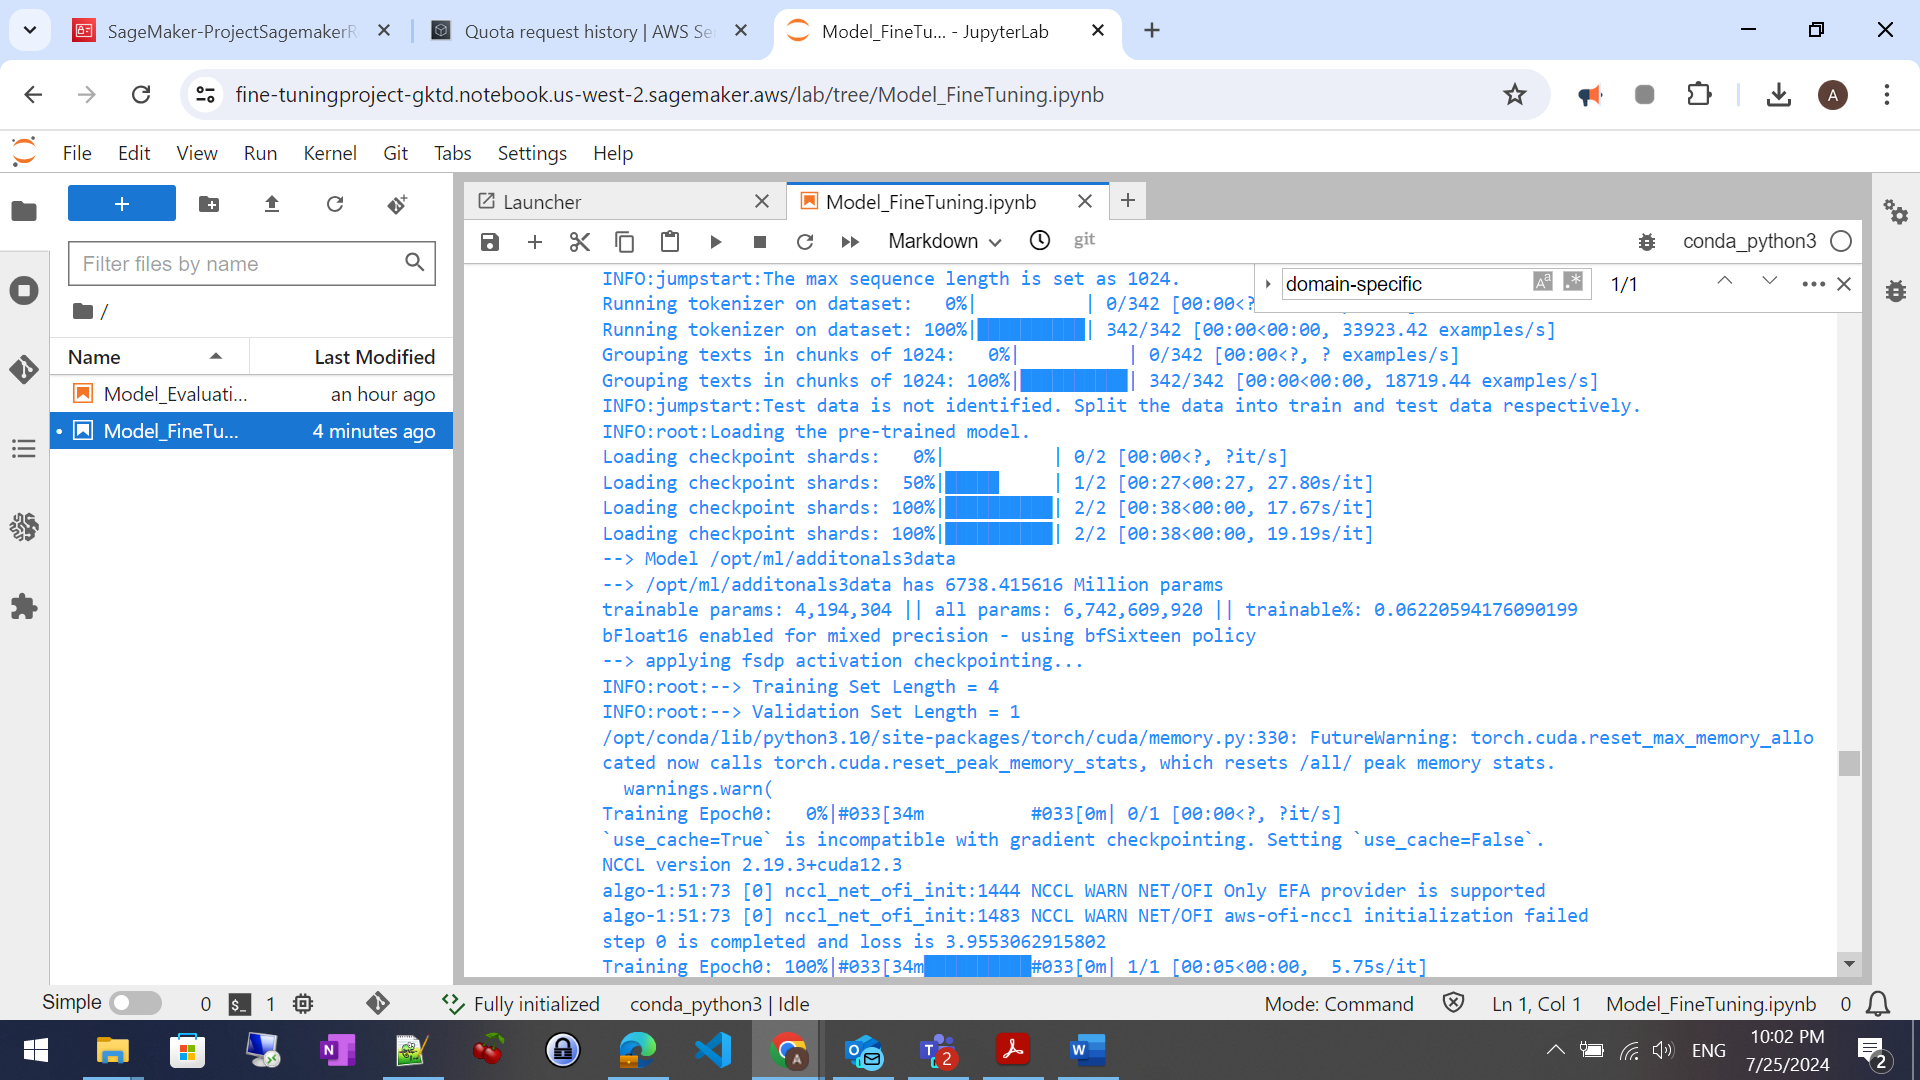 SageMaker-ProjectSagemakerR
Quota request history | AWS Se
Model_FineTu... - JupyterLab
fine-tuningproject-gktd.notebook.us-west-2.sagemaker.aws/lab/tree/Model_FineTuning.ipynb
A
File Edit View Run Kernel Git Tabs Settings Help
Launcher
Model_FineTuning.ipynb
Filter files by name
Markdown
git
conda_python3
/
domain-specific
1/1
Name
Last Modified
Model_Evaluati... an hour ago
Model_FineTu... 4 minutes ago
INFO:jumpstart:The max sequence length is set as 1024.
Running tokenizer on dataset:   0%|          | 0/342 [00:00<?
Running tokenizer on dataset: 100%|██████████| 342/342 [00:00<00:00, 33923.42 examples/s]
Grouping texts in chunks of 1024:   0%|          | 0/342 [00:00<?, ? examples/s]
Grouping texts in chunks of 1024: 100%|██████████| 342/342 [00:00<00:00, 18719.44 examples/s]
INFO:jumpstart:Test data is not identified. Split the data into train and test data respectively.
INFO:root:Loading the pre-trained model.
Loading checkpoint shards:   0%|          | 0/2 [00:00<?, ?it/s]
Loading checkpoint shards:  50%|█████     | 1/2 [00:27<00:27, 27.80s/it]
Loading checkpoint shards: 100%|██████████| 2/2 [00:38<00:00, 17.67s/it]
Loading checkpoint shards: 100%|██████████| 2/2 [00:38<00:00, 19.19s/it]
--> Model /opt/ml/additonals3data
--> /opt/ml/additonals3data has 6738.415616 Million params
trainable params: 4,194,304 || all params: 6,742,609,920 || trainable%: 0.06220594176090199
bFloat16 enabled for mixed precision - using bfSixteen policy
--> applying fsdp activation checkpointing...
INFO:root:--> Training Set Length = 4
INFO:root:--> Validation Set Length = 1
/opt/conda/lib/python3.10/site-packages/torch/cuda/memory.py:330: FutureWarning: torch.cuda.reset_max_memory_allo
cated now calls torch.cuda.reset_peak_memory_stats, which resets /all/ peak memory stats.
warnings.warn(
Training Epoch0:   0%|#033[34m          #033[0m| 0/1 [00:00<?, ?it/s]
`use_cache=True` is incompatible with gradient checkpointing. Setting `use_cache=False`.
NCCL version 2.19.3+cuda12.3
algo-1:51:73 [0] nccl_net_ofi_init:1444 NCCL WARN NET/OFI Only EFA provider is supported
algo-1:51:73 [0] nccl_net_ofi_init:1483 NCCL WARN NET/OFI aws-ofi-nccl initialization failed
step 0 is completed and loss is 3.9553062915802
Training Epoch0: 100%|#033[34m██████████#033[0m| 1/1 [00:05<00:00,  5.75s/it]
Simple 0 $_ 1 Fully initialized conda_python3 | Idle Mode: Command Ln 1, Col 1 Model_FineTuning.ipynb 0
ENG
10:02 PM
7/25/2024
2
2